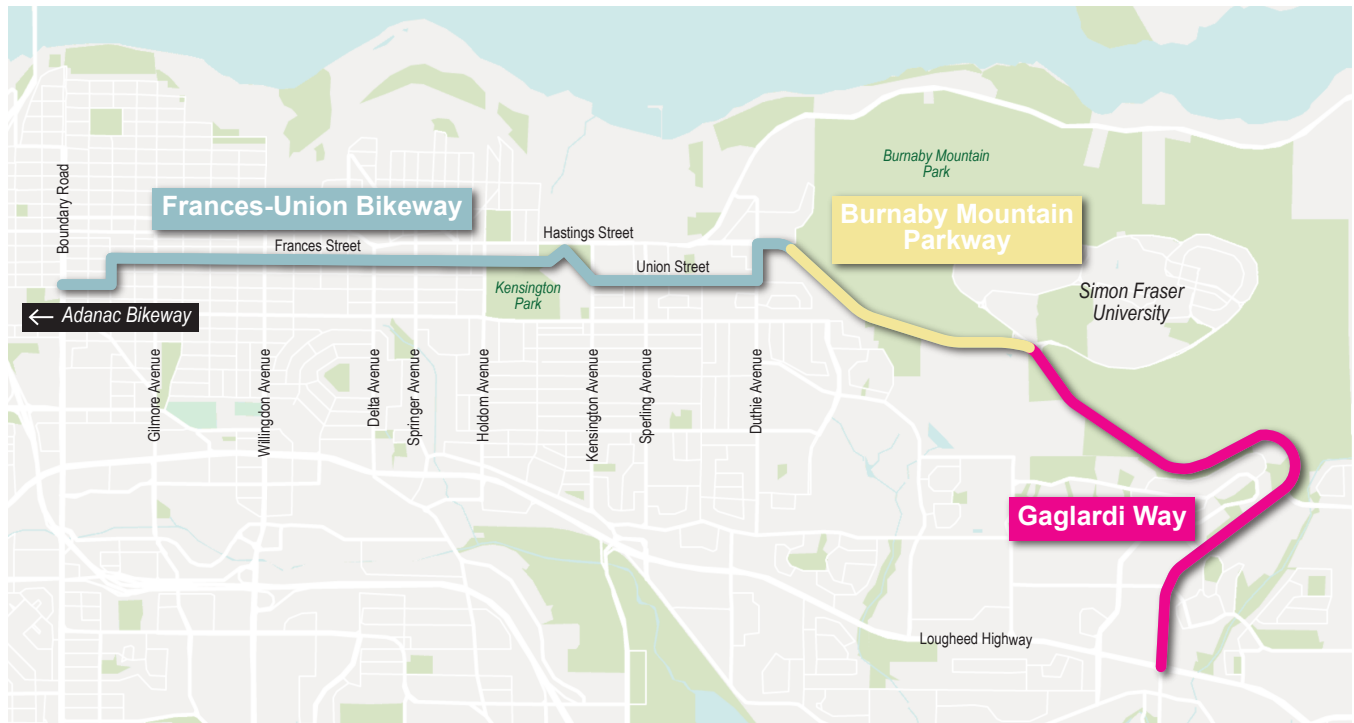 Burnaby Mountain
Park
Boundary Road
Frances-Union Bikeway
Burnaby Mountain
Parkway
Hastings Street
Frances Street
Union Street
Kensington
Park
Simon Fraser
University
← Adanac Bikeway
Gilmore Avenue
Willingdon Avenue
Delta Avenue
Springer Avenue
Holdom Avenue
Kensington Avenue
Sperling Avenue
Duthie Avenue
Gaglardi Way
Lougheed Highway